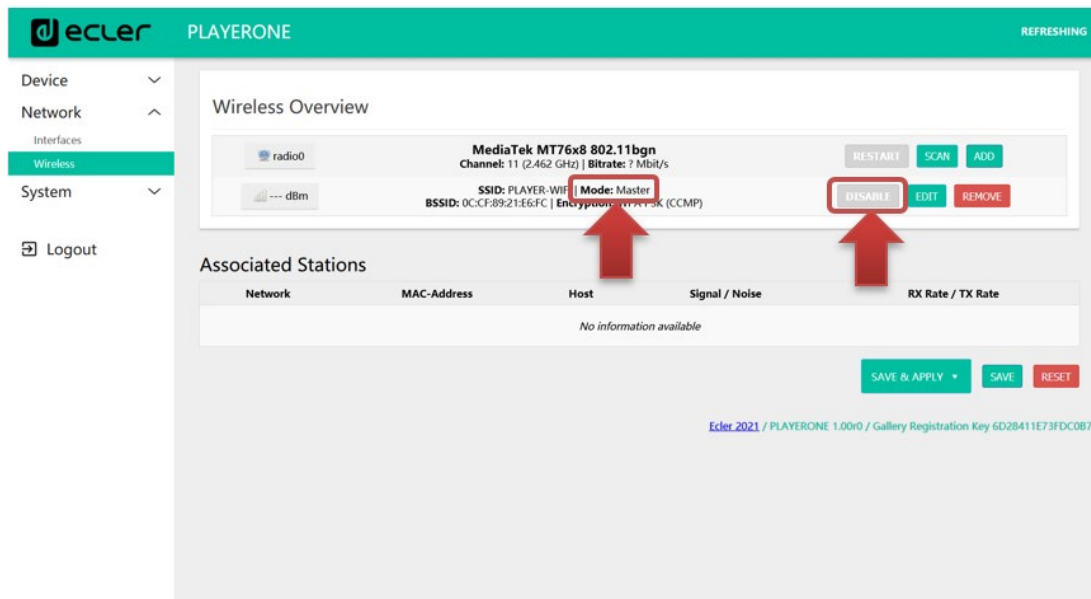 ecler
PLAYERONE
REFRESHING
Device
Network
Interfaces
Wireless
System
Logout
Wireless Overview
radio0
MediaTek MT76x8 802.11bgn
Channel: 11 (2.462 GHz) | Bitrate: ? Mbit/s
RESTART SCAN ADD
--- dBm
SSID: PLAYER-WIFI | Mode: Master
BSSID: 0C:CF:89:21:E6:FC | (CCMP)
DISABLE EDIT REMOVE
Associated Stations
Network MAC-Address Host Signal / Noise RX Rate / TX Rate
No information available
SAVE & APPLY SAVE RESET
Ecler 2021 / PLAYERONE 1.00r0 / Gallery Registration Key 6D28411E73FDC0B7